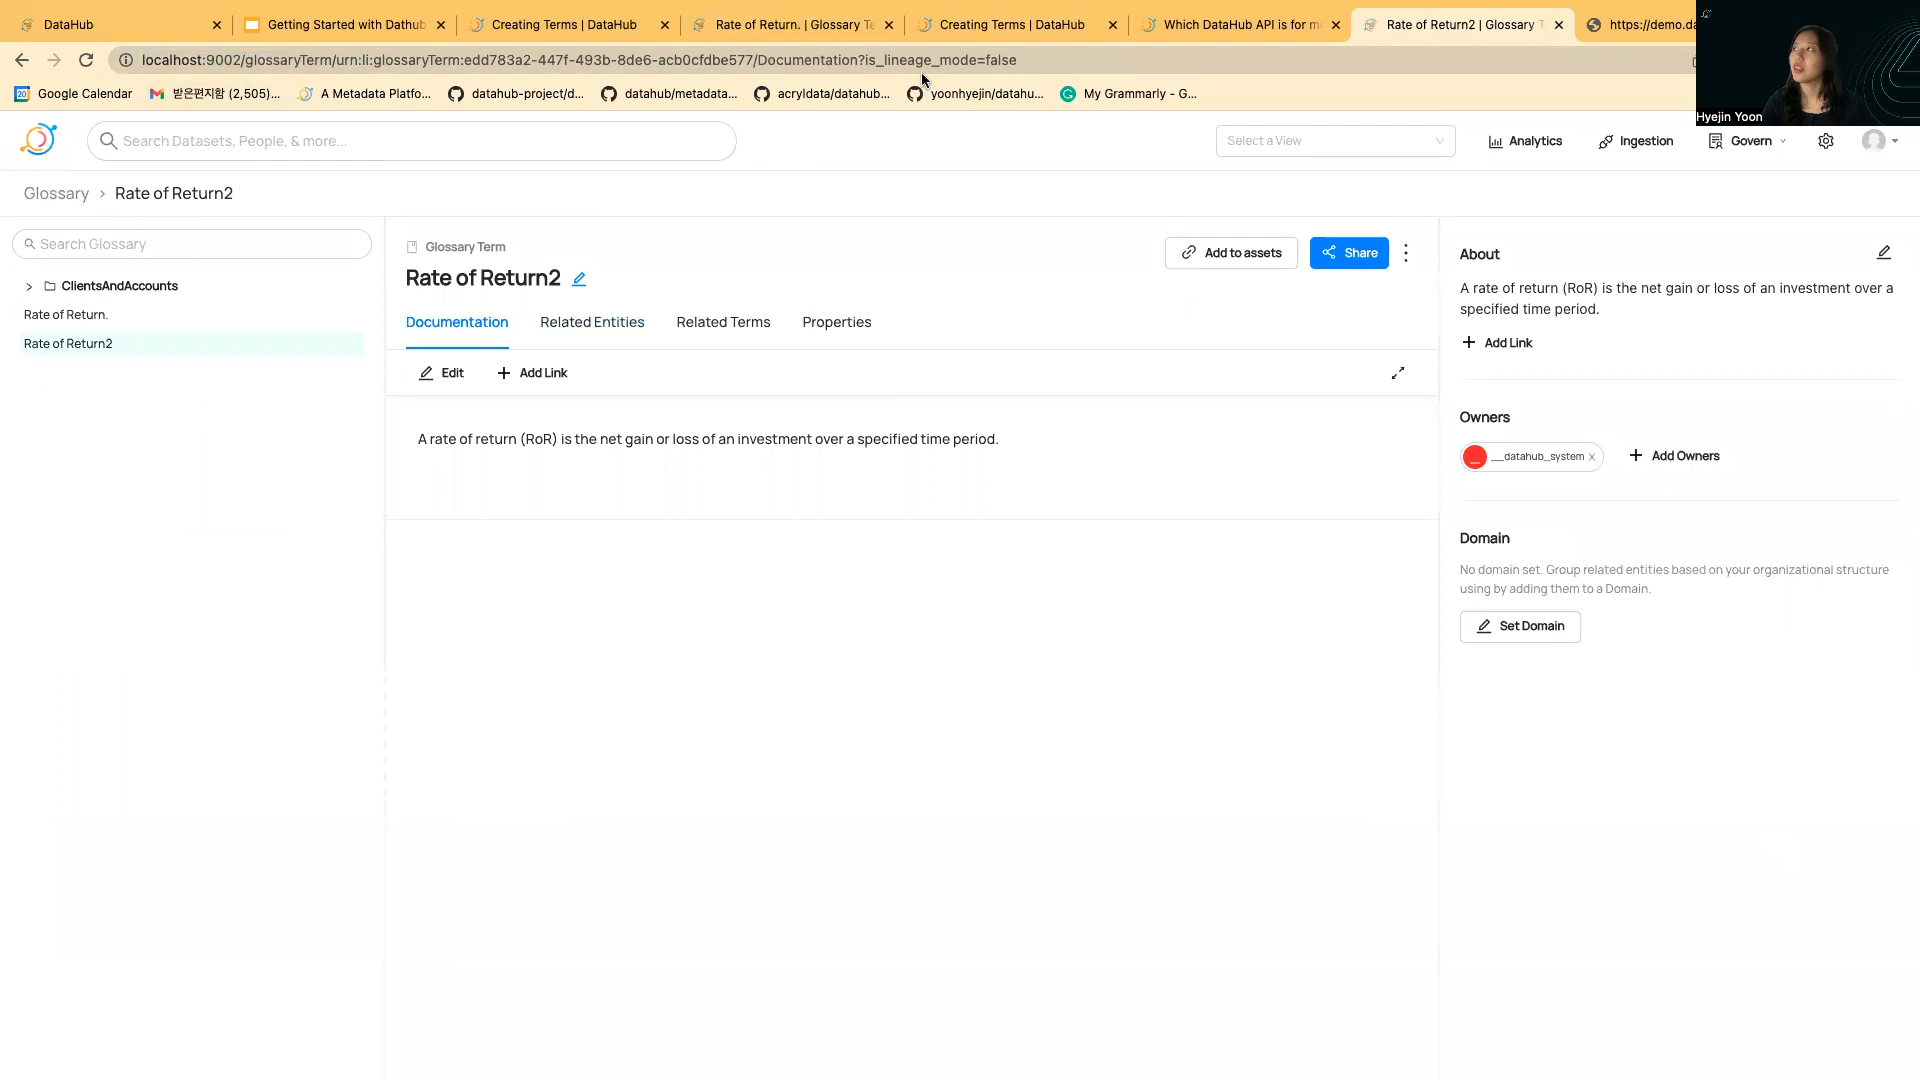 DataHub
Getting Started with Dathub
Creating Terms | DataHub
Rate of Return. | Glossary Te
Creating Terms | DataHub
Which DataHub API is for m
Rate of Return2 | Glossary T
https://demo.da
localhost:9002/glossaryTerm/urn:li:glossaryTerm:edd783a2-447f-493b-8de6-acb0cfdbe577/Documentation?is_lineage_mode=false
20 Google Calendar
받은편지함 (2,505)...
A Metadata Platfo...
datahub-project/d...
datahub/metadata...
acryldata/datahub...
yoonhyejin/datahu...
My Grammarly - G...
Hyejin Yoon
Search Datasets, People, & more...
Select a View
Analytics
Ingestion
Govern
Glossary > Rate of Return2
Search Glossary
ClientsAndAccounts
Rate of Return.
Rate of Return2
Glossary Term
Rate of Return2
Add to assets
Share
Documentation
Related Entities
Related Terms
Properties
Edit
Add Link
A rate of return (RoR) is the net gain or loss of an investment over a specified time period.
About
A rate of return (RoR) is the net gain or loss of an investment over a
specified time period.
Add Link
Owners
__datahub_system
Add Owners
Domain
No domain set. Group related entities based on your organizational structure
using by adding them to a Domain.
Set Domain